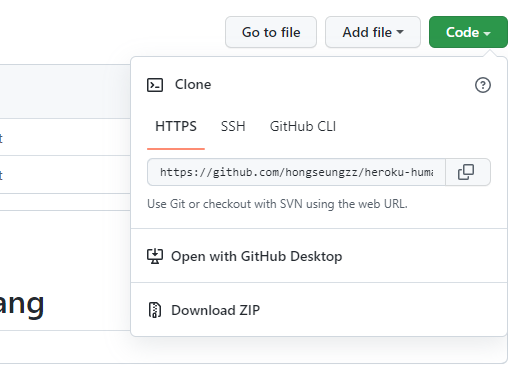 Go to file Add file Code
Clone
t
HTTPS SSH GitHub CLI
t
https://github.com/hongseungzz/heroku-huma
Use Git or checkout with SVN using the web URL.
Open with GitHub Desktop
ang
Download ZIP